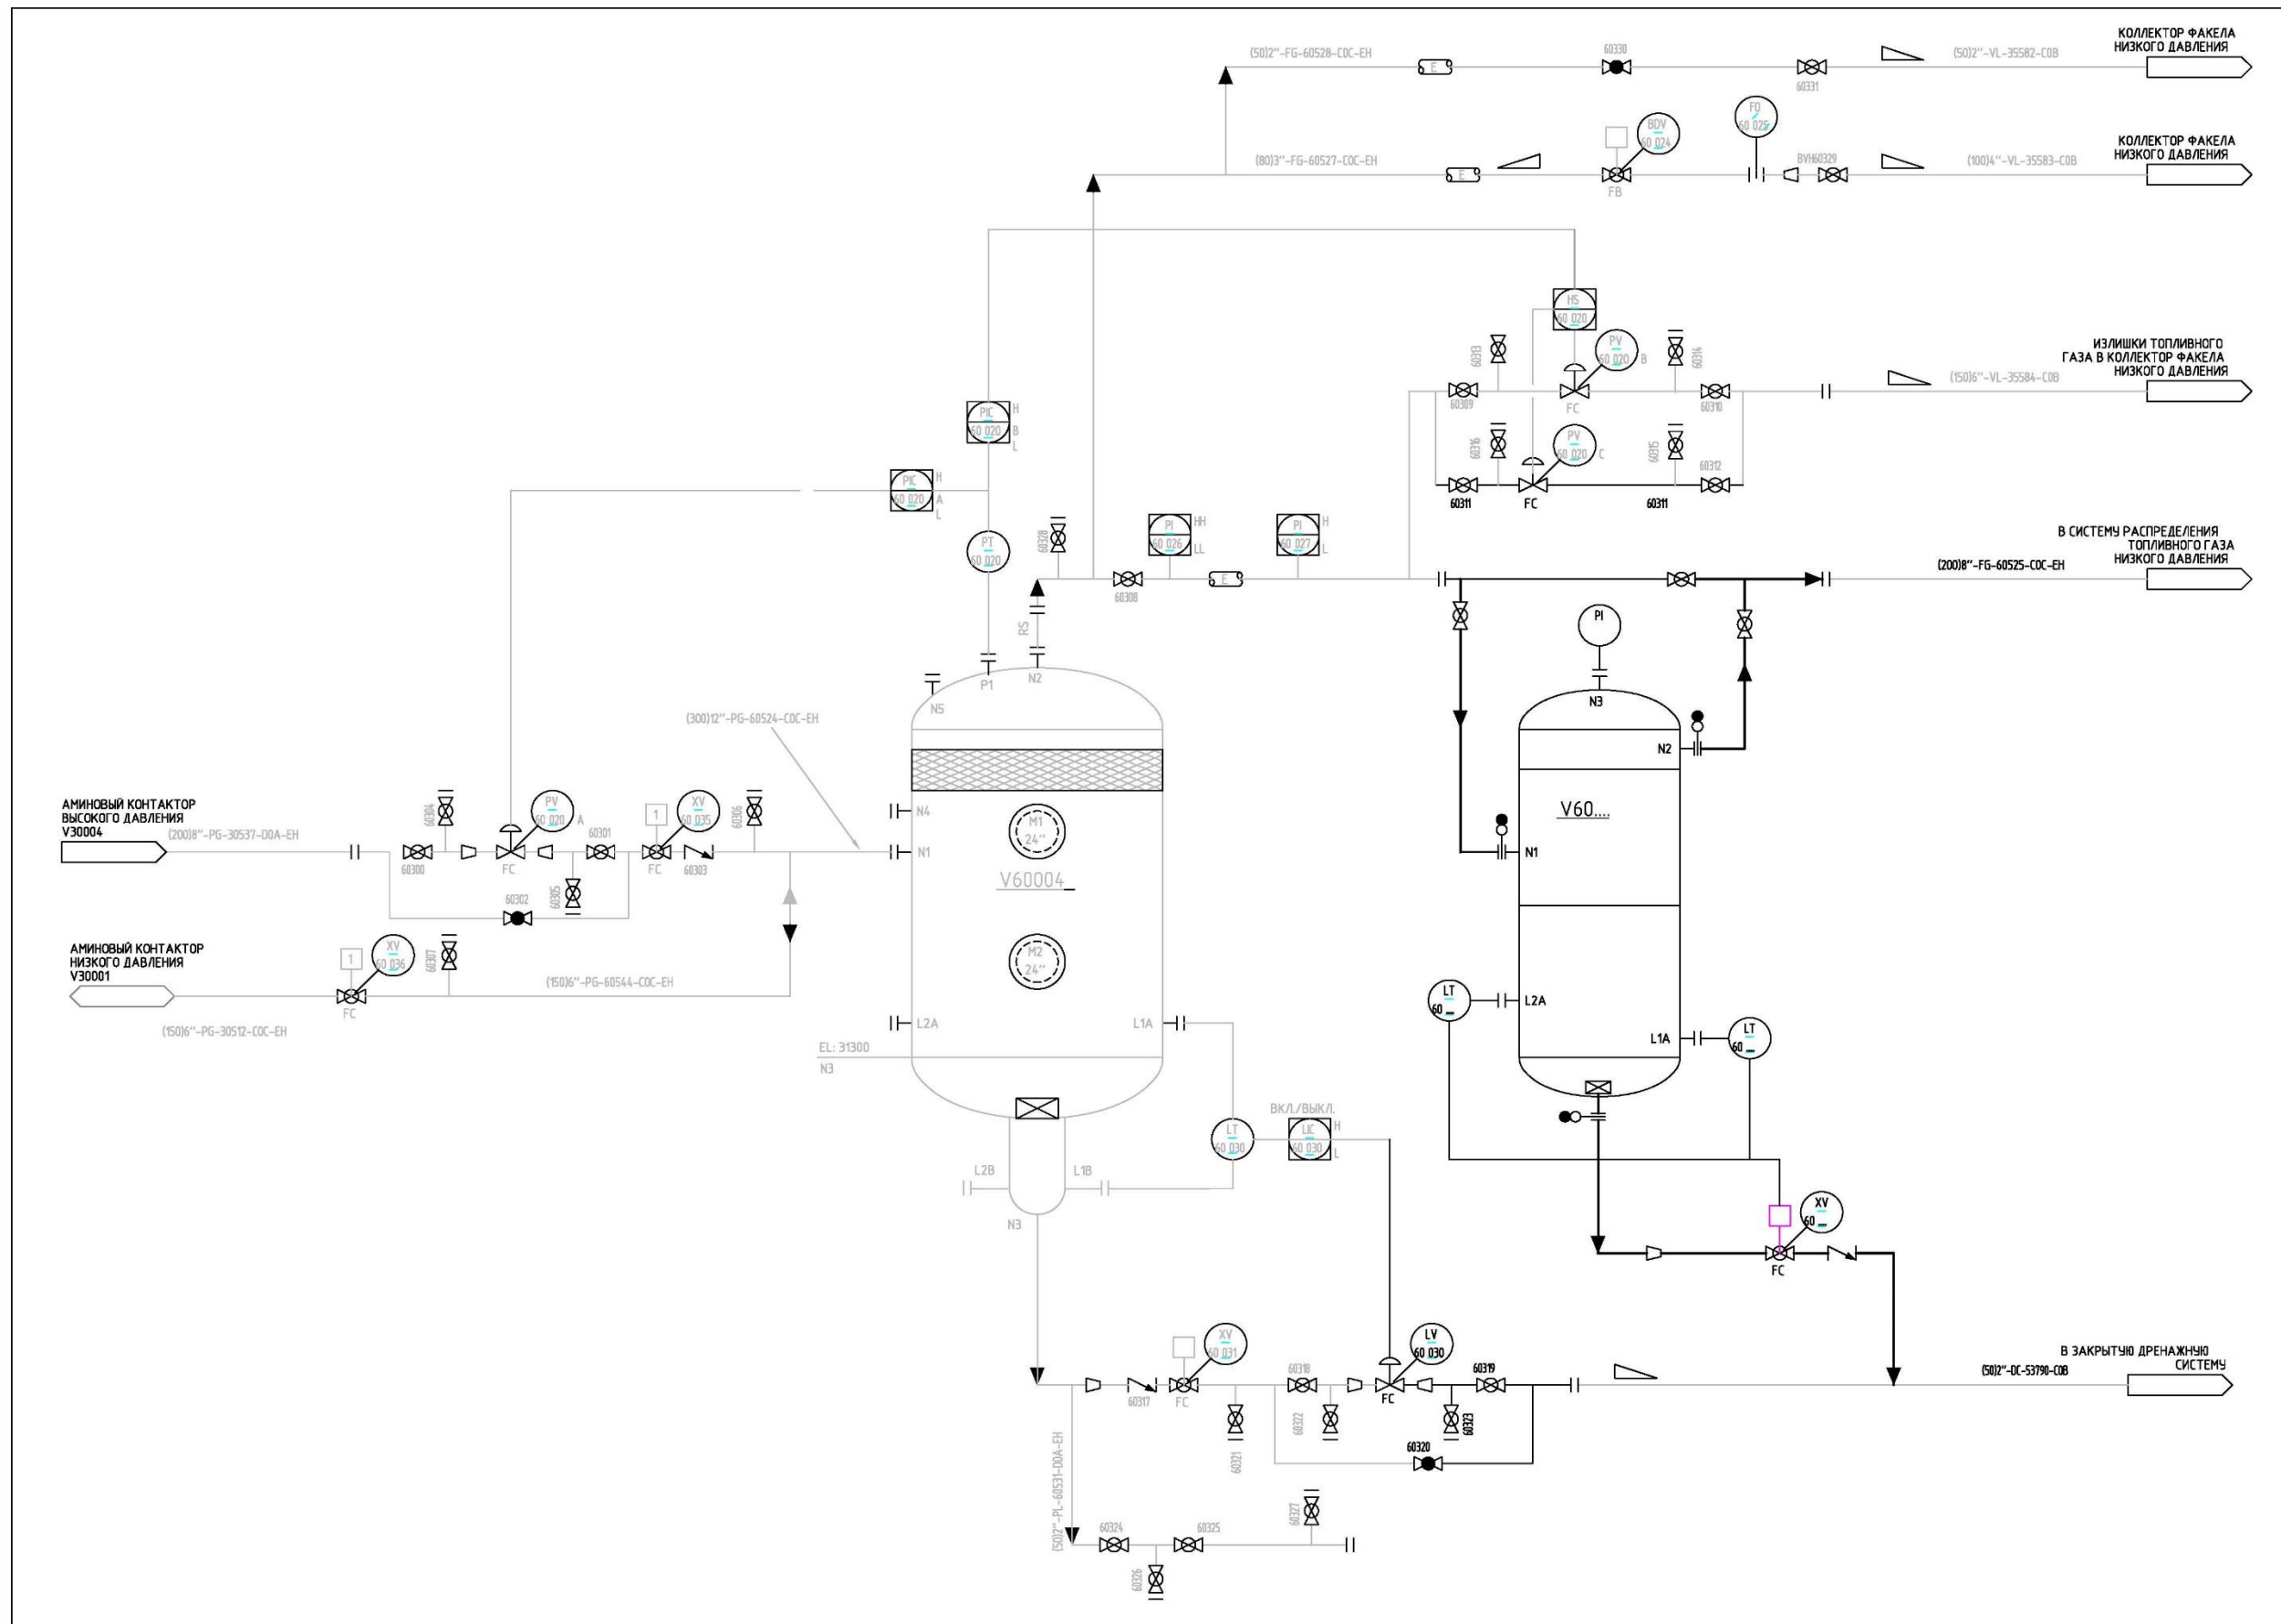 (50)2"-FG-60528-C0C-EH
E
60330
60331
(50)2"-VL-35582-C0B
КОЛЛЕКТОР ФАКЕЛА
НИЗКОГО ДАВЛЕНИЯ
(80)3"-FG-60527-C0C-EH
E
BDV
60 024
FB
FO
60 025
BVH60329
(100)4"-VL-35583-C0B
КОЛЛЕКТОР ФАКЕЛА
НИЗКОГО ДАВЛЕНИЯ
HS
60 020
60313
PV
60 020
B
60314
60309
FC
60310
(150)6"-VL-35584-C0B
ИЗЛИШКИ ТОПЛИВНОГО
ГАЗА В КОЛЛЕКТОР ФАКЕЛА
НИЗКОГО ДАВЛЕНИЯ
PIC
60 020
H
B
L
60316
PV
60 020
C
60315
60312
60311
FC
60311
PIC
60 020
H
A
L
PT
60 020
60328
PI
60 026
HH
LL
PI
60 027
H
L
60308
E
В СИСТЕМУ РАСПРЕДЕЛЕНИЯ
ТОПЛИВНОГО ГАЗА
НИЗКОГО ДАВЛЕНИЯ
(200)8"-FG-60525-C0C-EH
RS
P1
N2
N5
PI
N3
N2
(300)12"-PG-60524-C0C-EH
АМИНОВЫЙ КОНТАКТОР
ВЫСОКОГО ДАВЛЕНИЯ
V30004
(200)8"-PG-30537-D0A-EH
60304
PV
60 020
A
60301
1
XV
60 035
60306
60300
FC
60305
FC
60303
60302
N4
N1
M1
24"
V60004
M2
24"
V60....
N1
АМИНОВЫЙ КОНТАКТОР
НИЗКОГО ДАВЛЕНИЯ
V30001
1
XV
60 036
60307
FC
(150)6"-PG-60544-C0C-EH
(150)6"-PG-30512-C0C-EH
L2A
L1A
EL: 31300
N3
LT
60 ...
L2A
L1A
LT
60 ...
ВКЛ./ВЫКЛ.
LT
60 030
LIC
60 030
H
L
L2B
L1B
N3
XV
60 ...
FC
XV
60 031
60317
FC
60318
LV
60 030
FC
60319
60321
60322
60323
60320
В ЗАКРЫТУЮ ДРЕНАЖНУЮ
СИСТЕМУ
(50)2"-DC-53790-C0B
(50)2"-PL-60531-D0A-EH
60324
60325
60326
60327